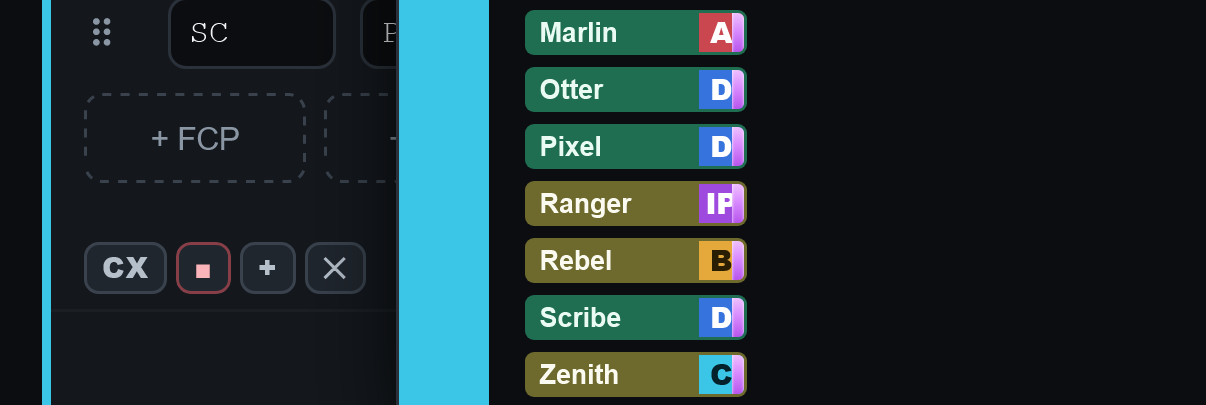 SC P
+ FCP
CX + ×
Marlin A
Otter D
Pixel D
Ranger IP
Rebel B
Scribe D
Zenith C